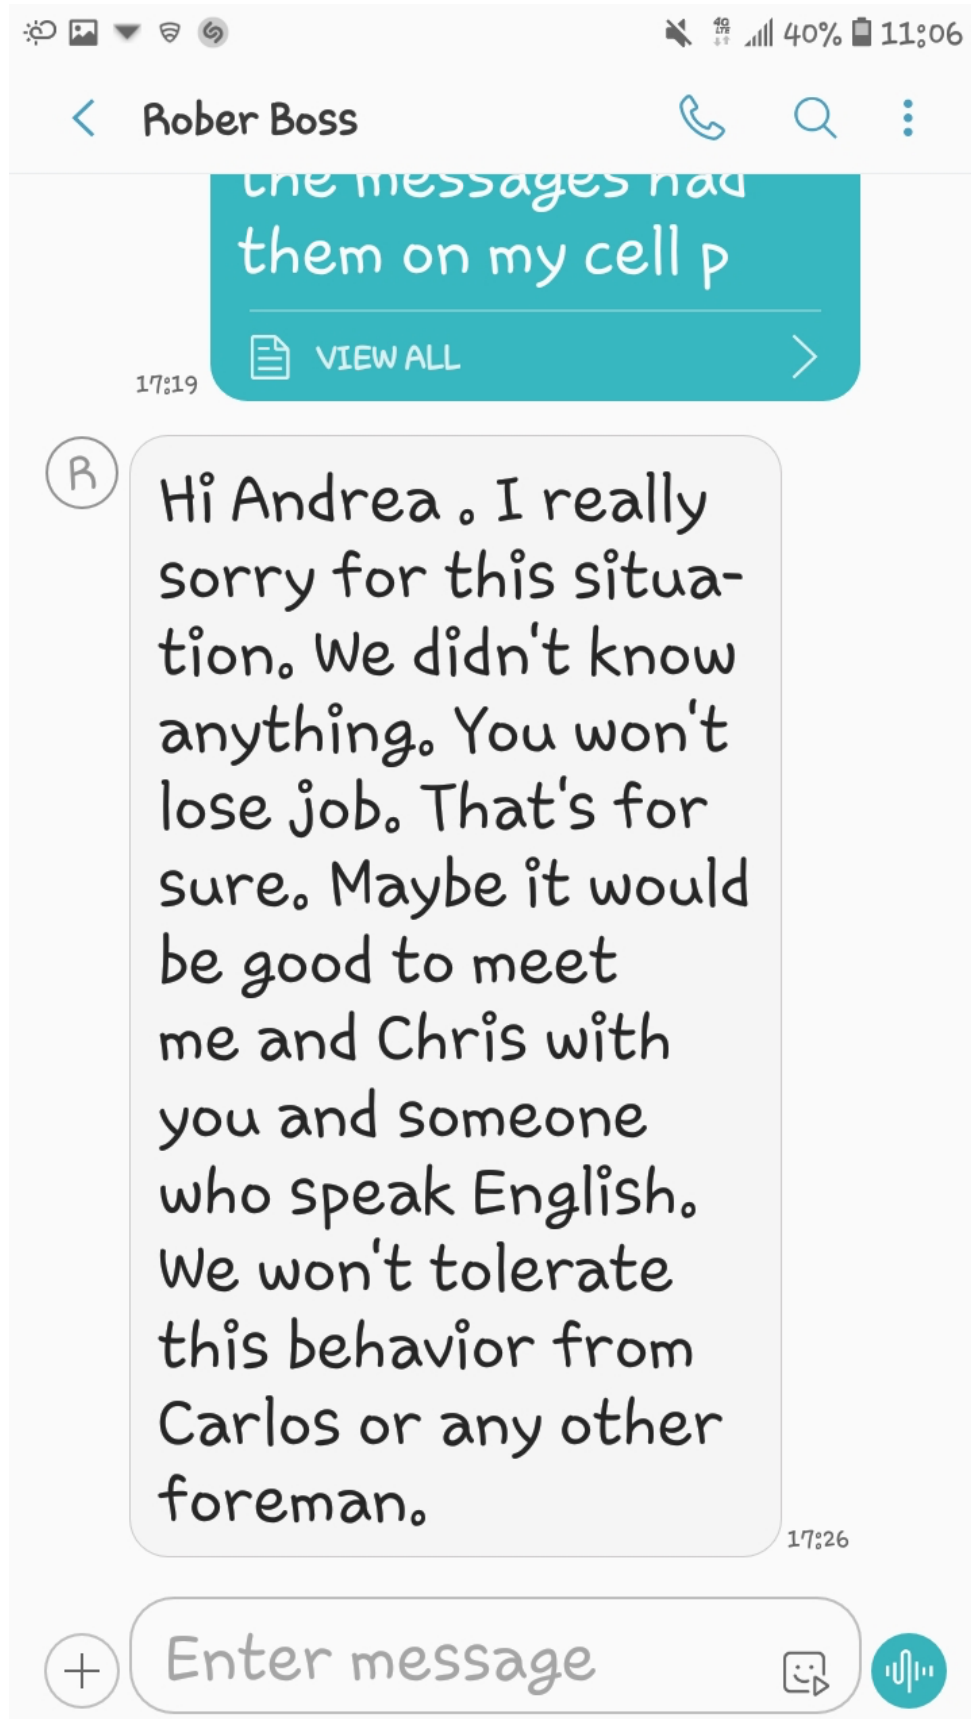 40% 11:06
Rober Boss
the messages had
them on my cell p
VIEW ALL
17:19
R
Hi Andrea . I really
sorry for this situa-
tion. We didn't know
anything. You won't
lose job. That's for
sure. Maybe it would
be good to meet
me and Chris with
you and someone
who speak English.
We won't tolerate
this behavior from
Carlos or any other
foreman.
17:26
Enter message